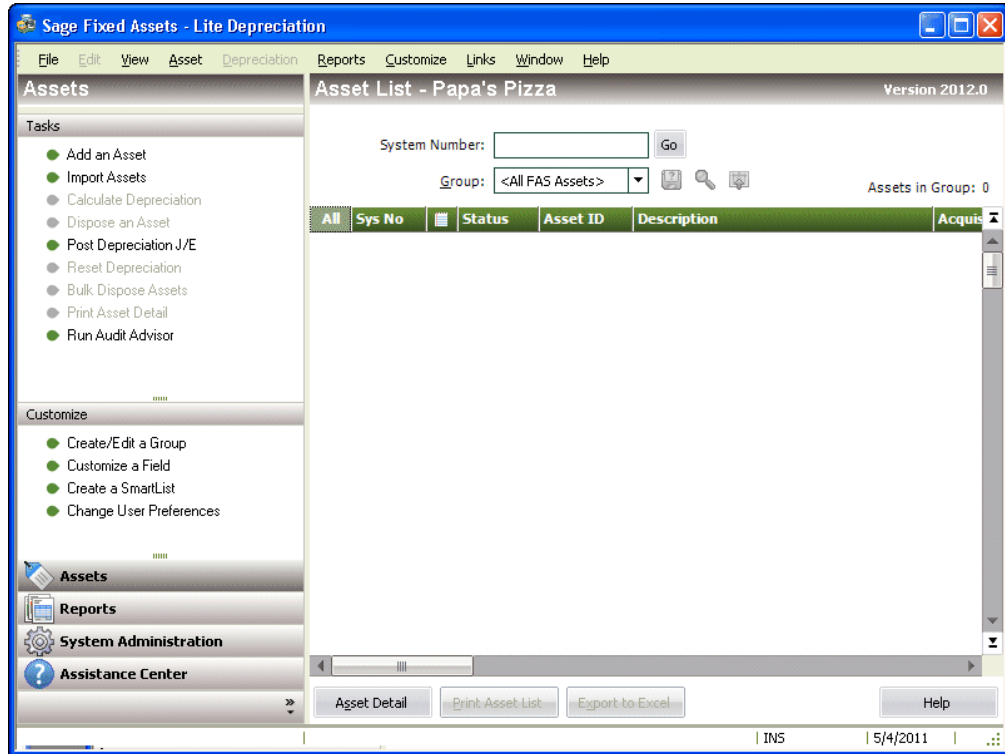 Sage Fixed Assets - Lite Depreciation
File Edit View Asset Depreciation Reports Customize Links Window Help
Assets
Tasks
Add an Asset
Import Assets
Calculate Depreciation
Dispose an Asset
Post Depreciation J/E
Reset Depreciation
Bulk Dispose Assets
Print Asset Detail
Run Audit Advisor
Customize
Create/Edit a Group
Customize a Field
Create a SmartList
Change User Preferences
Assets
Reports
System Administration
Assistance Center
Asset List - Papa's Pizza Version 2012.0
System Number: Go
Group: <All FAS Assets> Assets in Group: 0
All Sys No Status Asset ID Description Acquis
Asset Detail Print Asset List Export to Excel Help
INS 5/4/2011